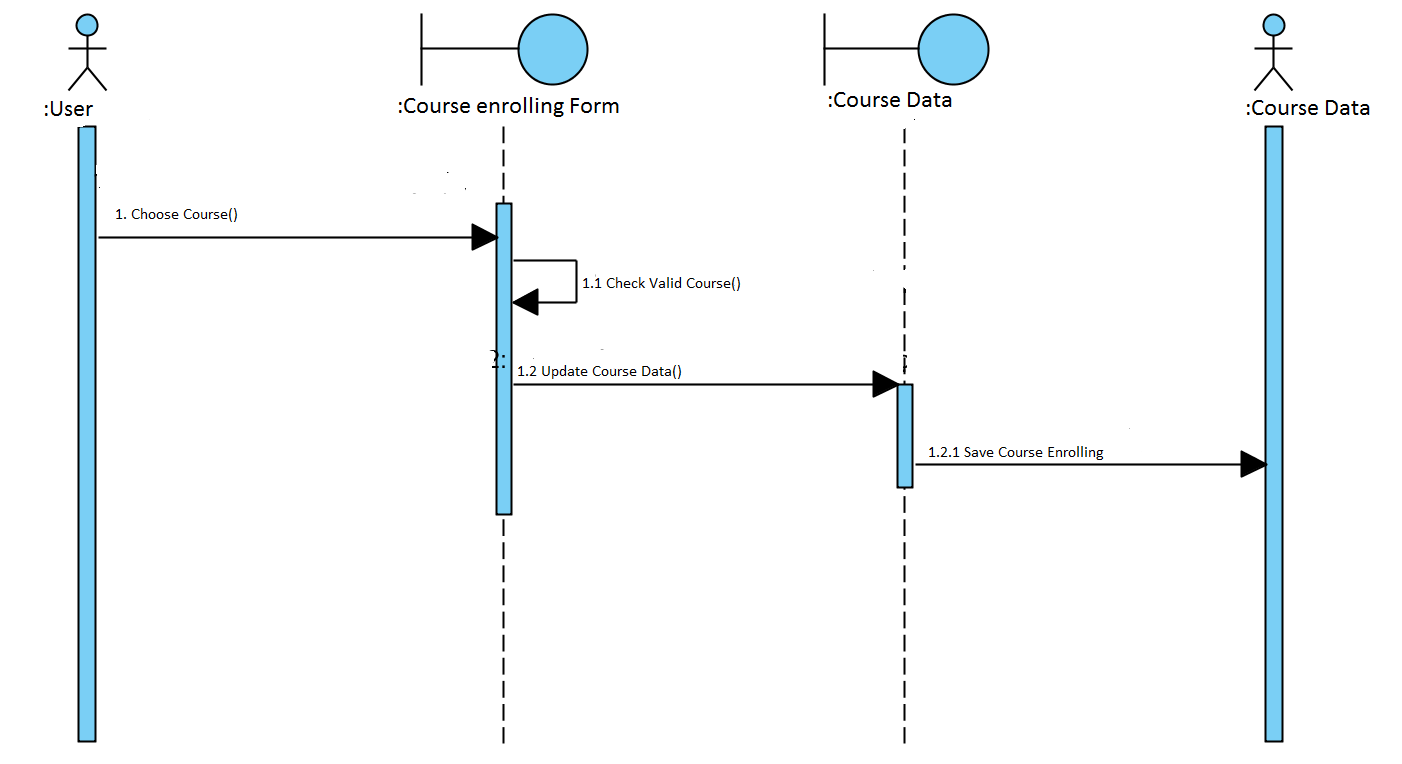 :User
:Course enrolling Form
:Course Data
:Course Data
1. Choose Course()
1.1 Check Valid Course()
2:
1.2 Update Course Data()
1.2.1 Save Course Enrolling